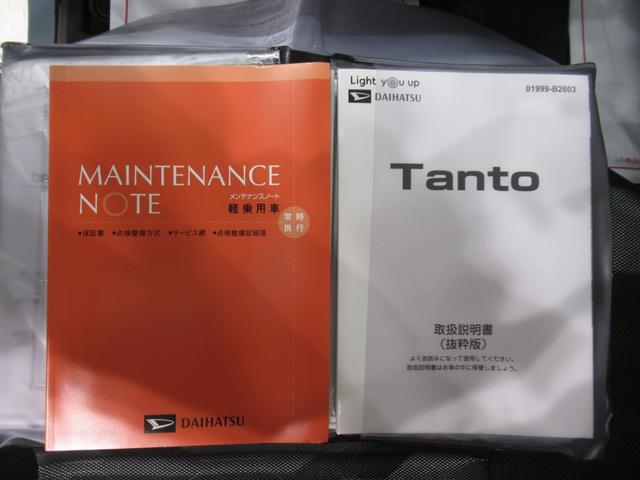 MAINTENANCE
NOTE
メンテナンスノート
軽乗用車
常時
携行
●保証書 ●点検整備方式 ●サービス網 ●点検整備記録簿
DAIHATSU
Light you up
DAIHATSU
01999-B2603
Tanto
取扱説明書
（抜粋版）
よくお読みになって使用してください。
取扱説明書はお車の中に保管しましょう。